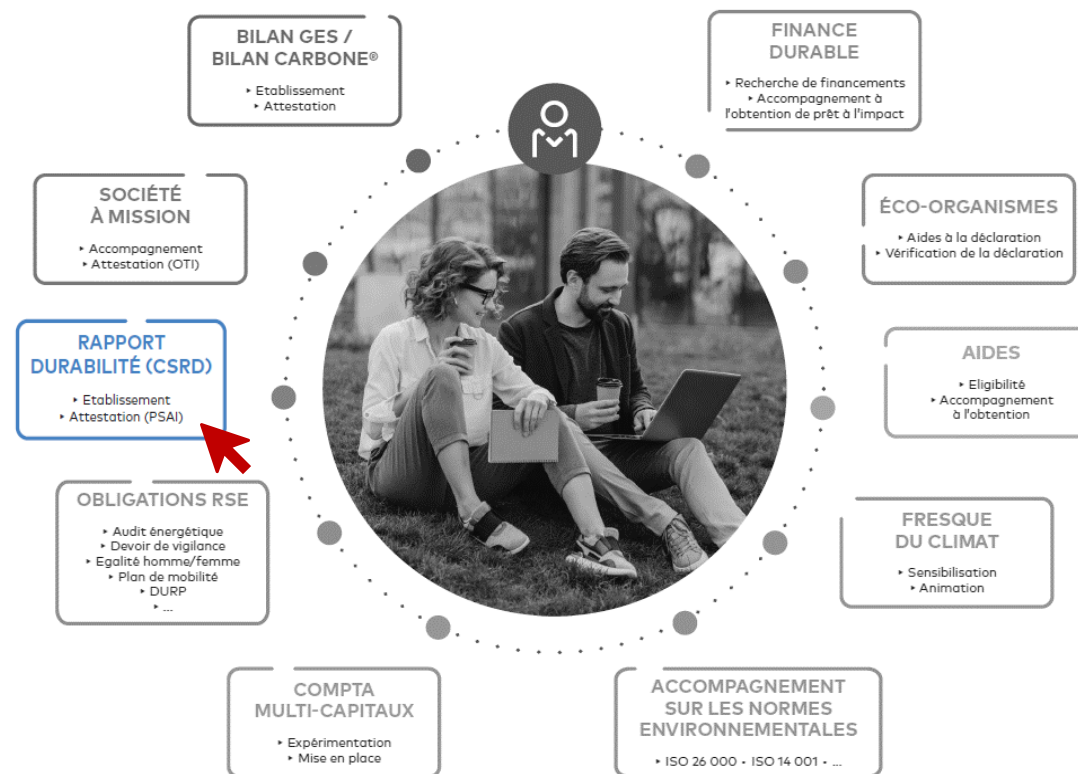 BILAN GES /
BILAN CARBONE®
‣ Etablissement
‣ Attestation
FINANCE
DURABLE
‣ Recherche de financements
‣ Accompagnement à
l'obtention de prêt à l'impact
SOCIÉTÉ
À MISSION
‣ Accompagnement
‣ Attestation (OTI)
ÉCO-ORGANISMES
‣ Aides à la déclaration
‣ Vérification de la déclaration
RAPPORT
DURABILITÉ (CSRD)
‣ Etablissement
‣ Attestation (PSAI)
AIDES
‣ Eligibilité
‣ Accompagnement
à l'obtention
OBLIGATIONS RSE
‣ Audit énergétique
‣ Devoir de vigilance
‣ Egalité homme/femme
‣ Plan de mobilité
‣ DURP
‣ ...
FRESQUE
DU CLIMAT
‣ Sensibilisation
‣ Animation
COMPTA
MULTI-CAPITAUX
‣ Expérimentation
‣ Mise en place
ACCOMPAGNEMENT
SUR LES NORMES
ENVIRONNEMENTALES
‣ ISO 26 000 • ISO 14 001 • ...